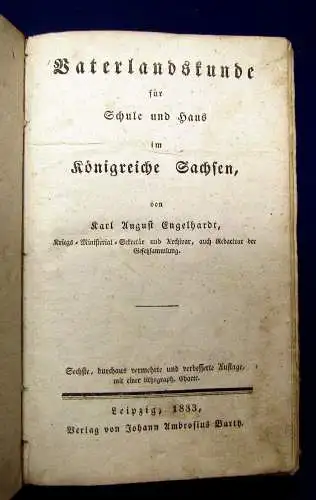 Vaterlandskunde
für
Schule und Haus
im
Königreiche Sachsen,
von
Karl August Engelhardt,
Kriegs-Ministerial-Sekretär und Archivar, auch Redacteur der
Gesetzsammlung.
Sechste, durchaus vermehrte und verbesserte Auflage,
mit einer lithograph. Charte.
Leipzig, 1833,
Verlag von Johann Ambrosius Barth.